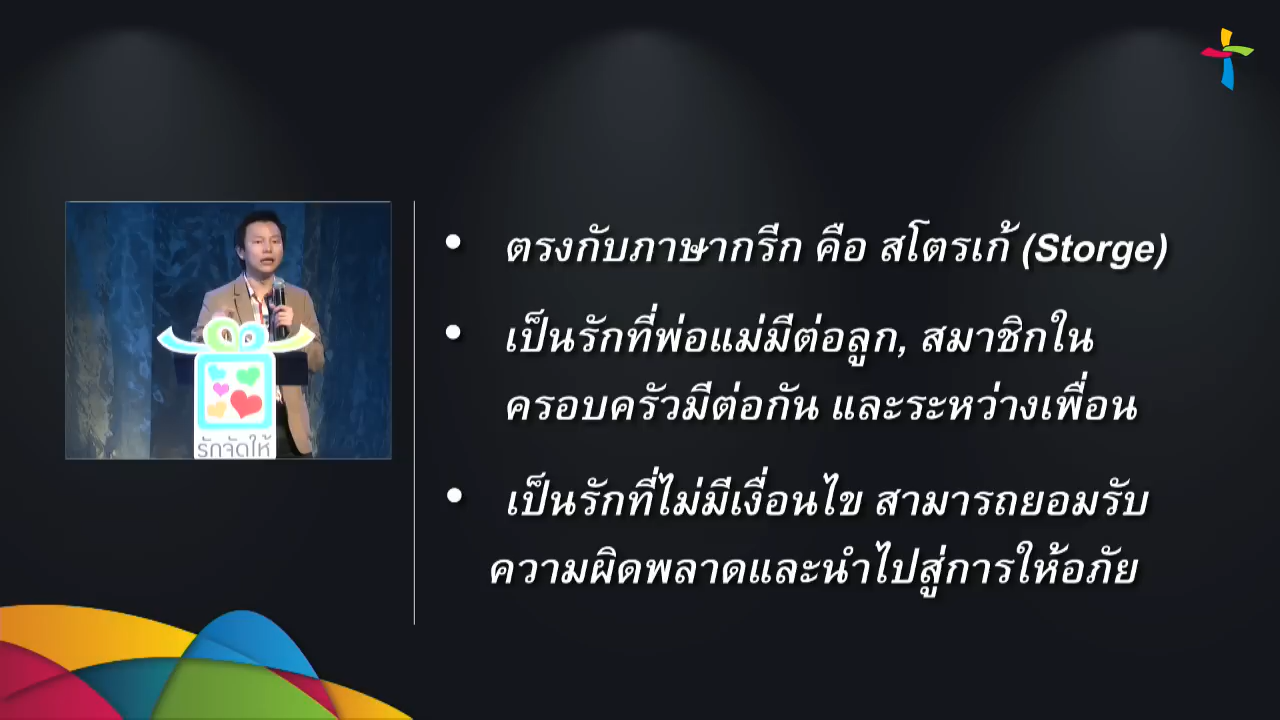 • ตรงกับภาษากรีก คือ สโตรเก้ (Storge)
• เป็นรักที่พ่อแม่มีต่อลูก, สมาชิกใน
ครอบครัวมีต่อกัน และระหว่างเพื่อน
• เป็นรักที่ไม่มีเงื่อนไข สามารถยอมรับ
ความผิดพลาดและนำไปสู่การให้อภัย
รักจัดให้